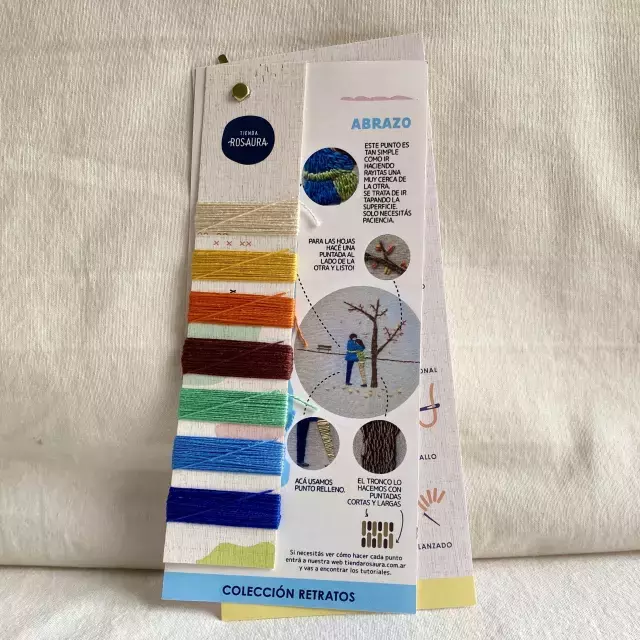 TIENDA
ROSAURA
ABRAZO
ESTE PUNTO ES
TAN SIMPLE
COMO IR
HACIENDO
RAYITAS UNA
MUY CERCA DE
LA OTRA.
SE TRATA DE IR
TAPANDO LA
SUPERFICIE.
SOLO NECESITÁS
PACIENCIA.
PARA LAS HOJAS
HACÉ UNA
PUNTADA AL
LADO DE LA
OTRA Y LISTO!
ACÁ USAMOS
PUNTO RELLENO.
EL TRONCO LO
HACEMOS CON
PUNTADAS
CORTAS Y LARGAS
Si necesitás ver cómo hacer cada punto
entrá a nuestra web tiendarosaura.com.ar
y vas a encontrar los tutoriales.
COLECCIÓN RETRATOS
ONAL
ALLO
LANZADO